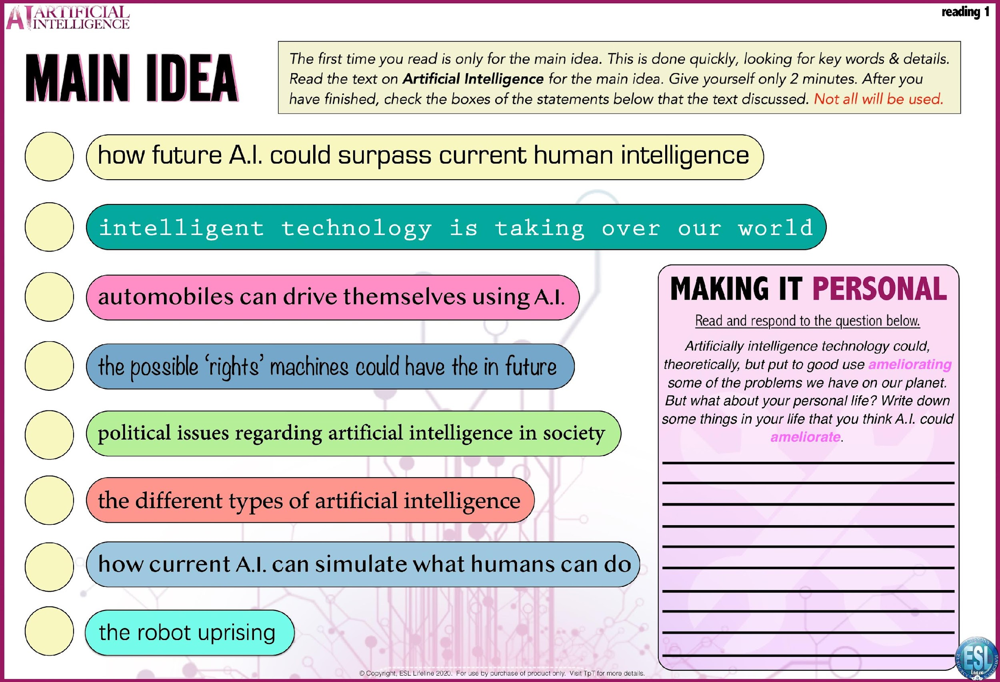 AI ARTIFICIAL
INTELLIGENCE
reading 1
MAIN IDEA
The first time you read is only for the main idea. This is done quickly, looking for key words & details.
Read the text on Artificial Intelligence for the main idea. Give yourself only 2 minutes. After you
have finished, check the boxes of the statements below that the text discussed. Not all will be used.
how future A.I. could surpass current human intelligence
intelligent technology is taking over our world
automobiles can drive themselves using A.I.
the possible ‘rights’ machines could have the in future
political issues regarding artificial intelligence in society
the different types of artificial intelligence
how current A.I. can simulate what humans can do
the robot uprising
MAKING IT PERSONAL
Read and respond to the question below.
Artificially intelligence technology could,
theoretically, but put to good use ameliorating
some of the problems we have on our planet.
But what about your personal life? Write down
some things in your life that you think A.I. could
ameliorate.
LESSONS
ESL
LifeLine
© Copyright, ESL Lifeline 2020. For use by purchase of product only. Visit TpT for more details.